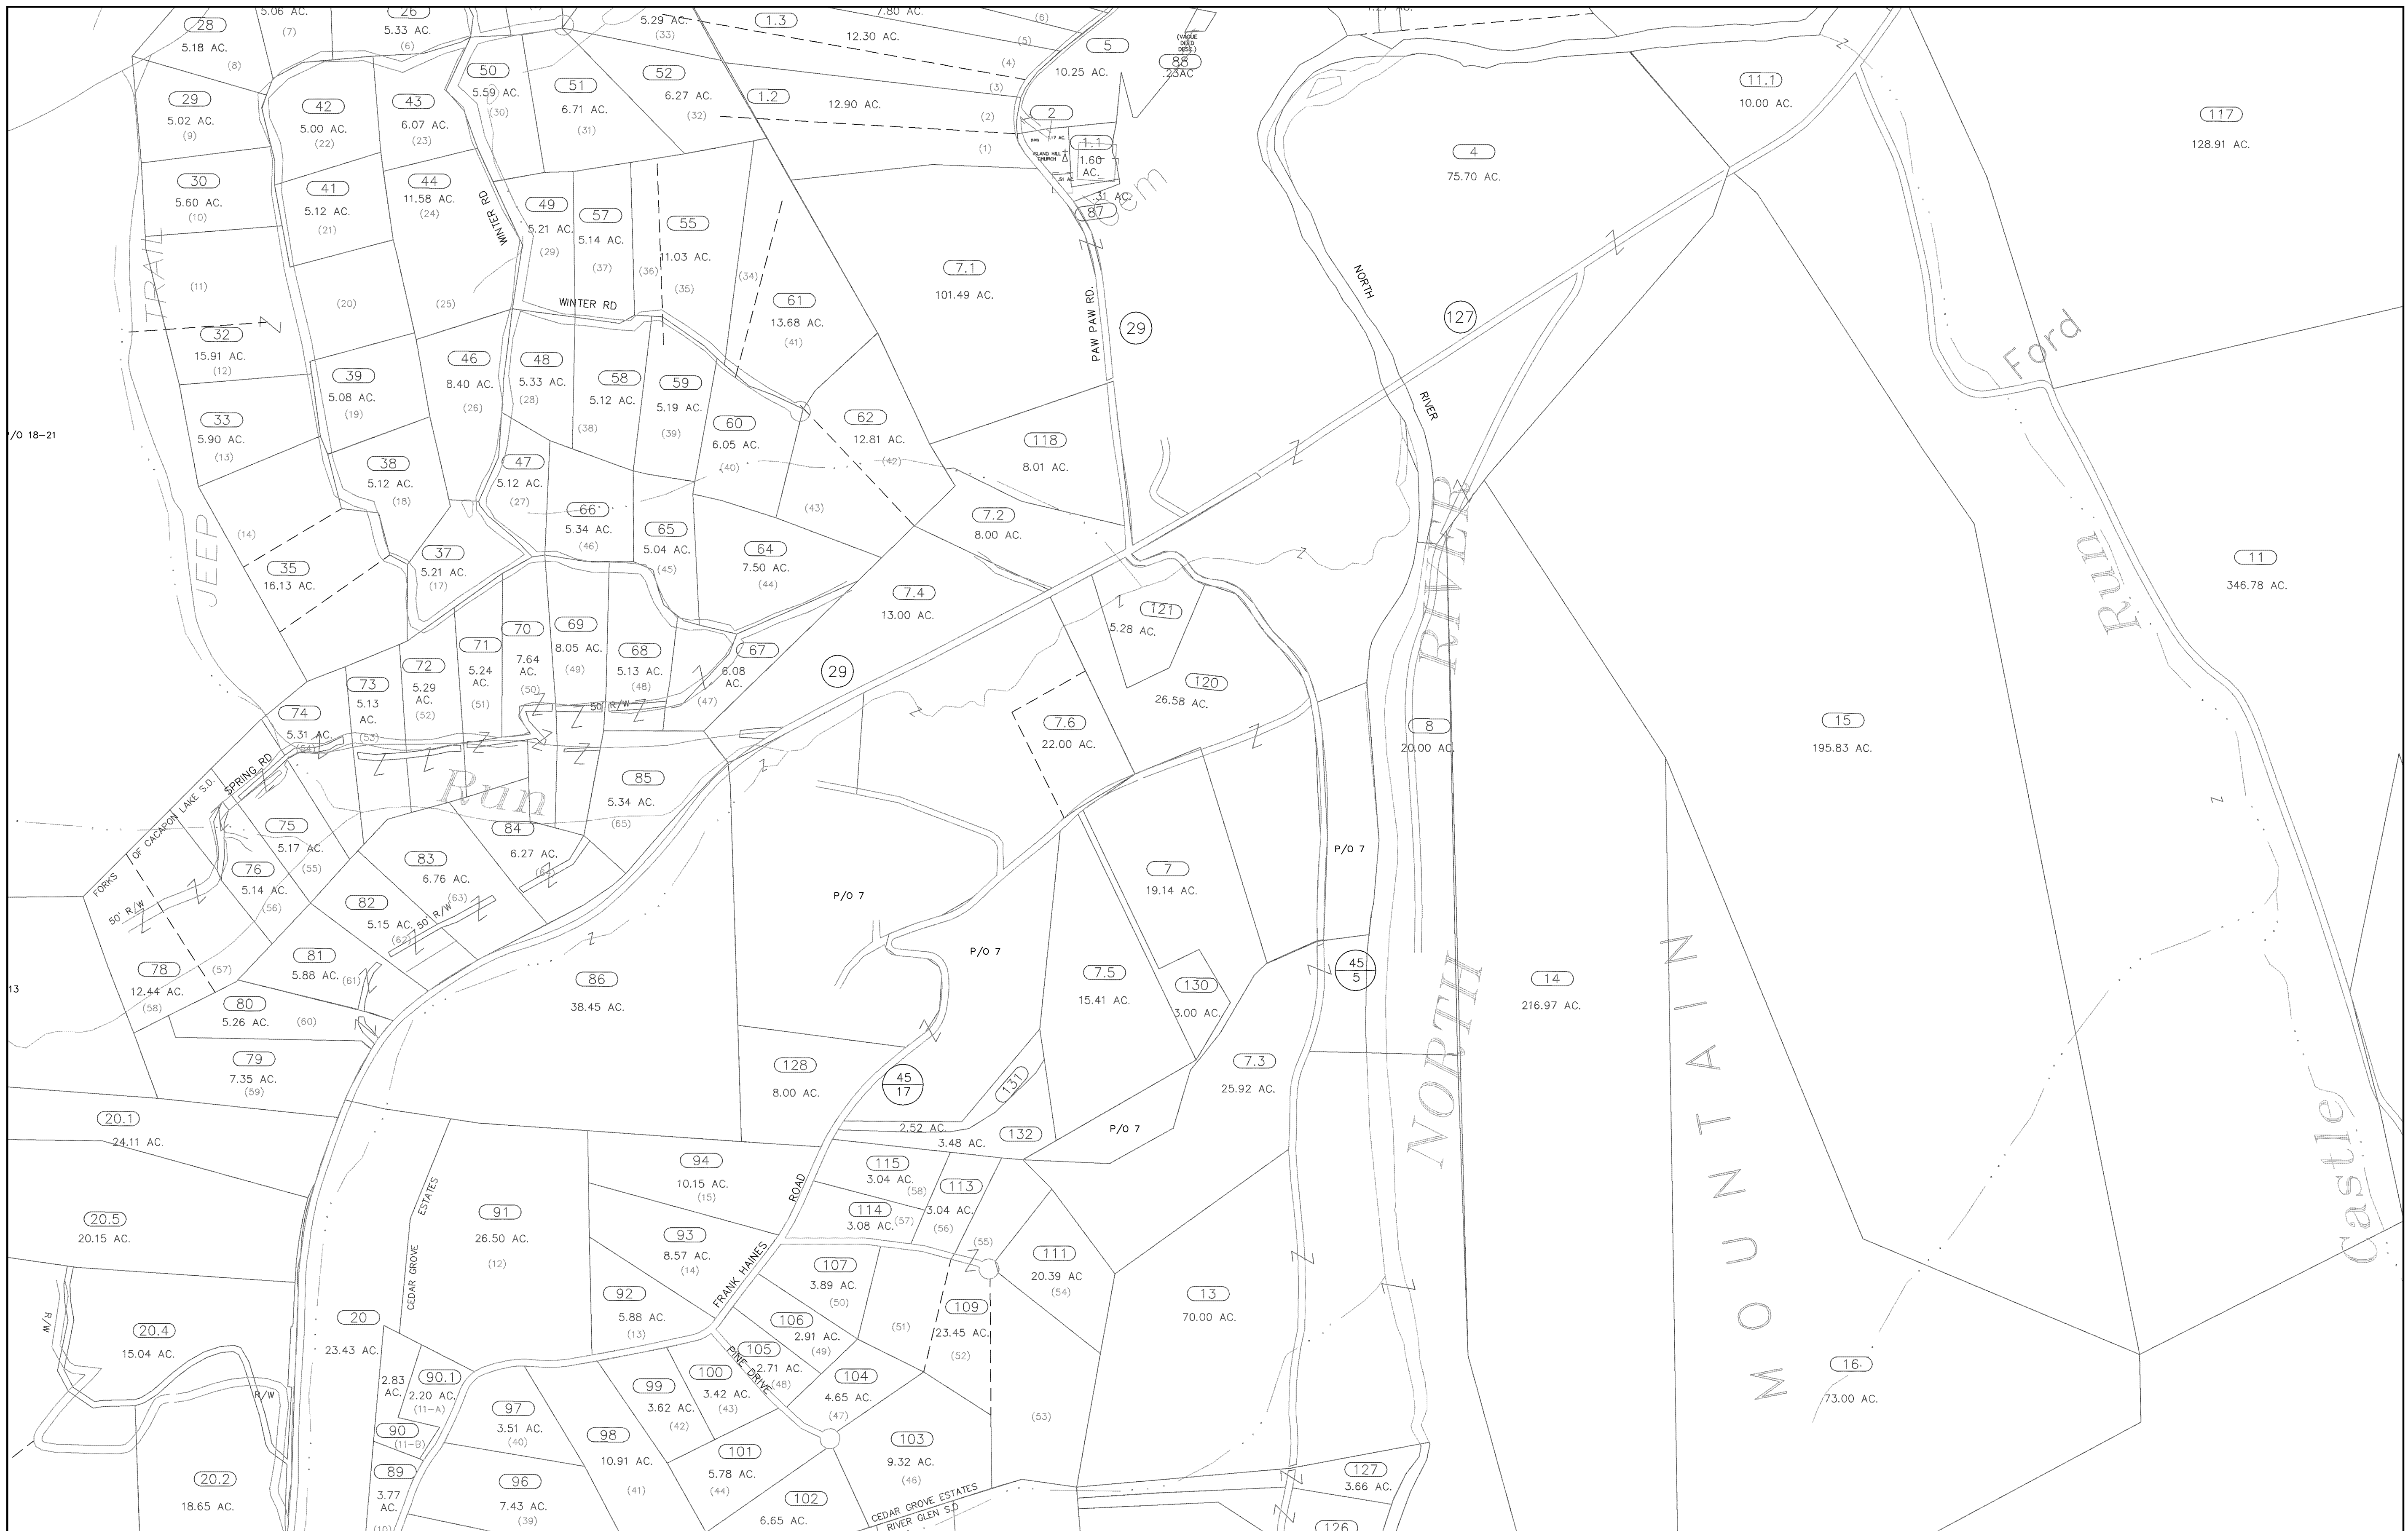 28
5.18 AC.
(8)
5.06 AC.
(7)
26
5.33 AC.
(6)
5.29 AC.
(33)
1.3
12.30 AC.
7.80 AC.
(6)
(5)
(4)
(3)
(2)
(1)
5
10.25 AC.
(VAGUE
DEED
DESC.)
88
.23AC
1.27 AC.
29
5.02 AC.
(9)
42
5.00 AC.
(22)
43
6.07 AC.
(23)
50
5.59 AC.
(30)
51
6.71 AC.
(31)
52
6.27 AC.
(32)
1.2
12.90 AC.
2
.17 AC.
ISLAND HILL
CHURCH
1.1
1.60
AC.
.51 AC.
.31 AC.
87
11.1
10.00 AC.
117
128.91 AC.
4
75.70 AC.
30
5.60 AC.
(10)
41
5.12 AC.
(21)
44
11.58 AC.
(24)
WINTER RD
49
5.21 AC.
(29)
57
5.14 AC.
(37)
(36)
55
11.03 AC.
(35)
(34)
7.1
101.49 AC.
61
13.68 AC.
(41)
TRAIL
(11)
(20)
(25)
WINTER RD
PAW PAW RD.
29
NORTH
RIVER
127
Ford
Run
32
15.91 AC.
(12)
39
5.08 AC.
(19)
46
8.40 AC.
(26)
48
5.33 AC.
(28)
58
5.12 AC.
(38)
59
5.19 AC.
(39)
60
6.05 AC.
(40)
62
12.81 AC.
(42)
118
8.01 AC.
P/O 18-21
33
5.90 AC.
(13)
38
5.12 AC.
(18)
47
5.12 AC.
(27)
66
5.34 AC.
(46)
65
5.04 AC.
(45)
(43)
7.2
8.00 AC.
JEEP
(14)
35
16.13 AC.
37
5.21 AC.
(17)
64
7.50 AC.
(44)
7.4
13.00 AC.
121
5.28 AC.
120
26.58 AC.
11
346.78 AC.
RIVER
NORTH
74
5.31 AC.
(54)
73
5.13
AC.
(53)
72
5.29
AC.
(52)
71
5.24
AC.
(51)
70
7.64
AC.
(50)
69
8.05 AC.
(49)
68
5.13 AC.
(48)
50' R/W
67
6.08
AC.
(47)
29
7.6
22.00 AC.
8
20.00 AC.
15
195.83 AC.
SPRING RD
FORKS OF CACAPON LAKE S.D.
Run
85
5.34 AC.
(65)
75
5.17 AC.
(55)
76
5.14 AC.
(56)
84
6.27 AC.
(64)
83
6.76 AC.
(63)
82
5.15 AC.
(62)
50' R/W
50' R/W
P/O 7
P/O 7
P/O 7
7
19.14 AC.
13
78
12.44 AC.
(58)
(57)
81
5.88 AC.
(61)
80
5.26 AC.
(60)
79
7.35 AC.
(59)
86
38.45 AC.
7.5
15.41 AC.
130
3.00 AC.
45
5
14
216.97 AC.
MOUNTAIN
128
8.00 AC.
45
17
131
2.52 AC.
3.48 AC.
132
P/O 7
7.3
25.92 AC.
Castle
20.1
24.11 AC.
20.5
20.15 AC.
94
10.15 AC.
(15)
ROAD
115
3.04 AC.
(58)
113
3.04 AC.
(56)
114
3.08 AC.
(57)
(55)
91
26.50 AC.
(12)
CEDAR GROVE ESTATES
93
8.57 AC.
(14)
FRANK HAINES
107
3.89 AC.
(50)
111
20.39 AC
(54)
13
70.00 AC.
R/W
20.4
15.04 AC.
20
23.43 AC.
92
5.88 AC.
(13)
106
2.91 AC.
(49)
(51)
109
23.45 AC.
(52)
105
2.71 AC.
(48)
PINE DRIVE
16
73.00 AC.
R/W
2.83
AC.
90.1
2.20 AC.
(11-A)
90
(11-B)
97
3.51 AC.
(40)
99
3.62 AC.
(42)
100
3.42 AC.
(43)
104
4.65 AC.
(47)
(53)
20.2
18.65 AC.
89
3.77
AC.
(10)
96
7.43 AC.
(39)
98
10.91 AC.
(41)
101
5.78 AC.
(44)
103
9.32 AC.
(46)
102
6.65 AC.
CEDAR GROVE ESTATES
RIVER GLEN S.D
127
3.66 AC.
126